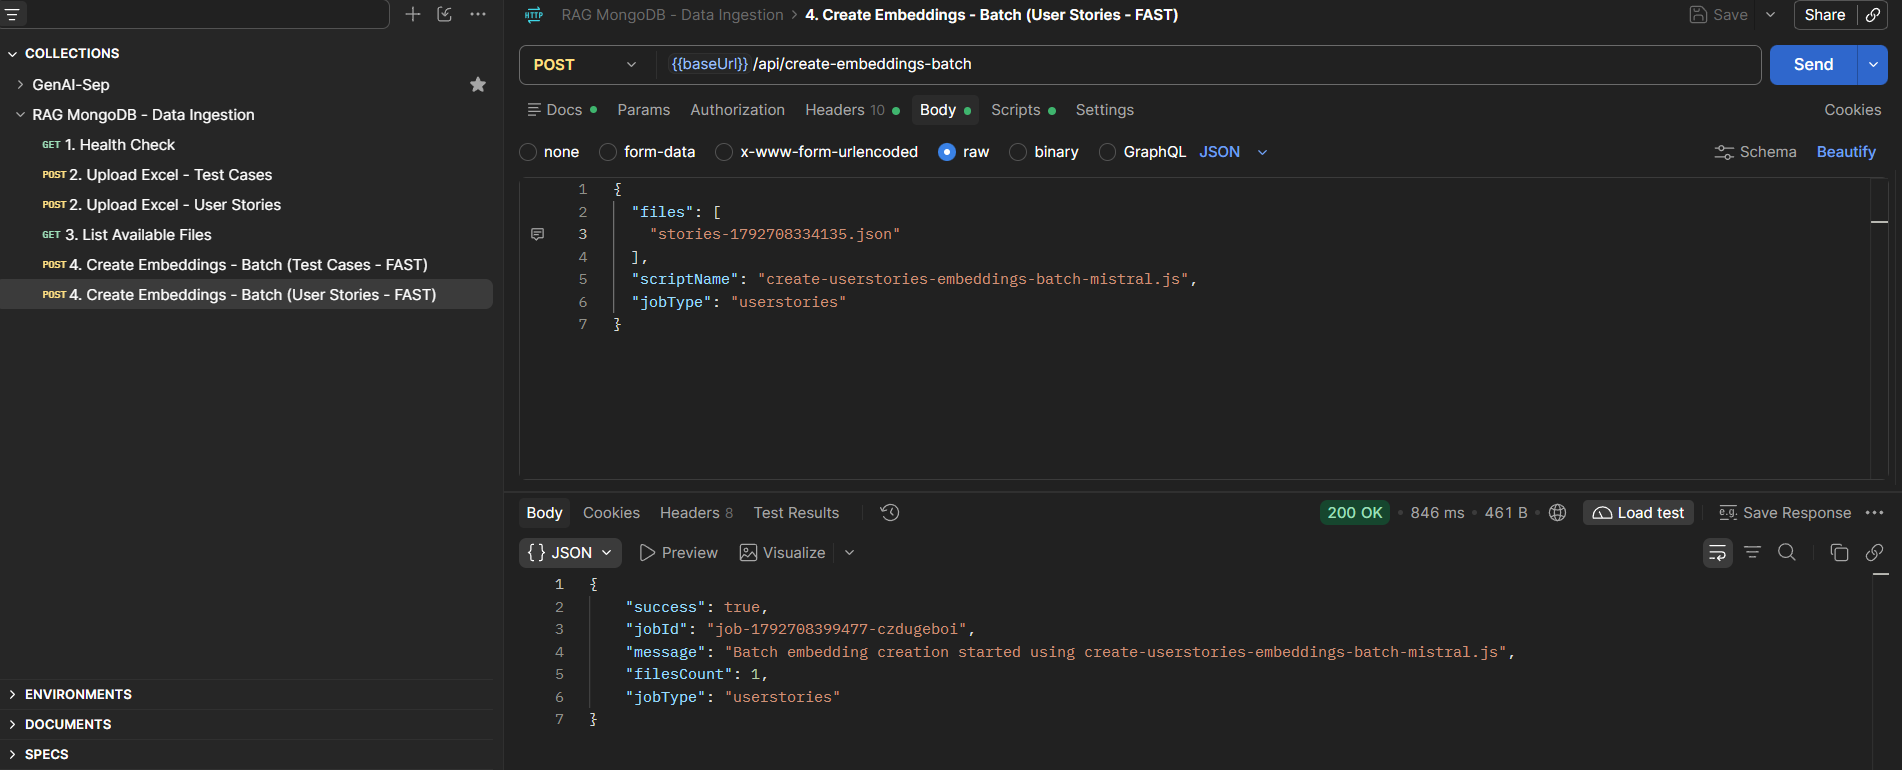 COLLECTIONS
GenAI-Sep
RAG MongoDB - Data Ingestion
GET 1. Health Check
POST 2. Upload Excel - Test Cases
POST 2. Upload Excel - User Stories
GET 3. List Available Files
POST 4. Create Embeddings - Batch (Test Cases - FAST)
POST 4. Create Embeddings - Batch (User Stories - FAST)
ENVIRONMENTS
DOCUMENTS
SPECS
HTTP RAG MongoDB - Data Ingestion > 4. Create Embeddings - Batch (User Stories - FAST) Save Share
POST {{baseUrl}} /api/create-embeddings-batch Send
Docs Params Authorization Headers 10 Body Scripts Settings Cookies
none form-data x-www-form-urlencoded raw binary GraphQL JSON Schema Beautify
1 {
2 "files": [
3 "stories-1792708334135.json"
4 ],
5 "scriptName": "create-userstories-embeddings-batch-mistral.js",
6 "jobType": "userstories"
7 }
Body Cookies Headers 8 Test Results 200 OK • 846 ms • 461 B • Load test e.g. Save Response
{} JSON Preview Visualize
1 {
2 "success": true,
3 "jobId": "job-1792708399477-czdugeboi",
4 "message": "Batch embedding creation started using create-userstories-embeddings-batch-mistral.js",
5 "filesCount": 1,
6 "jobType": "userstories"
7 }